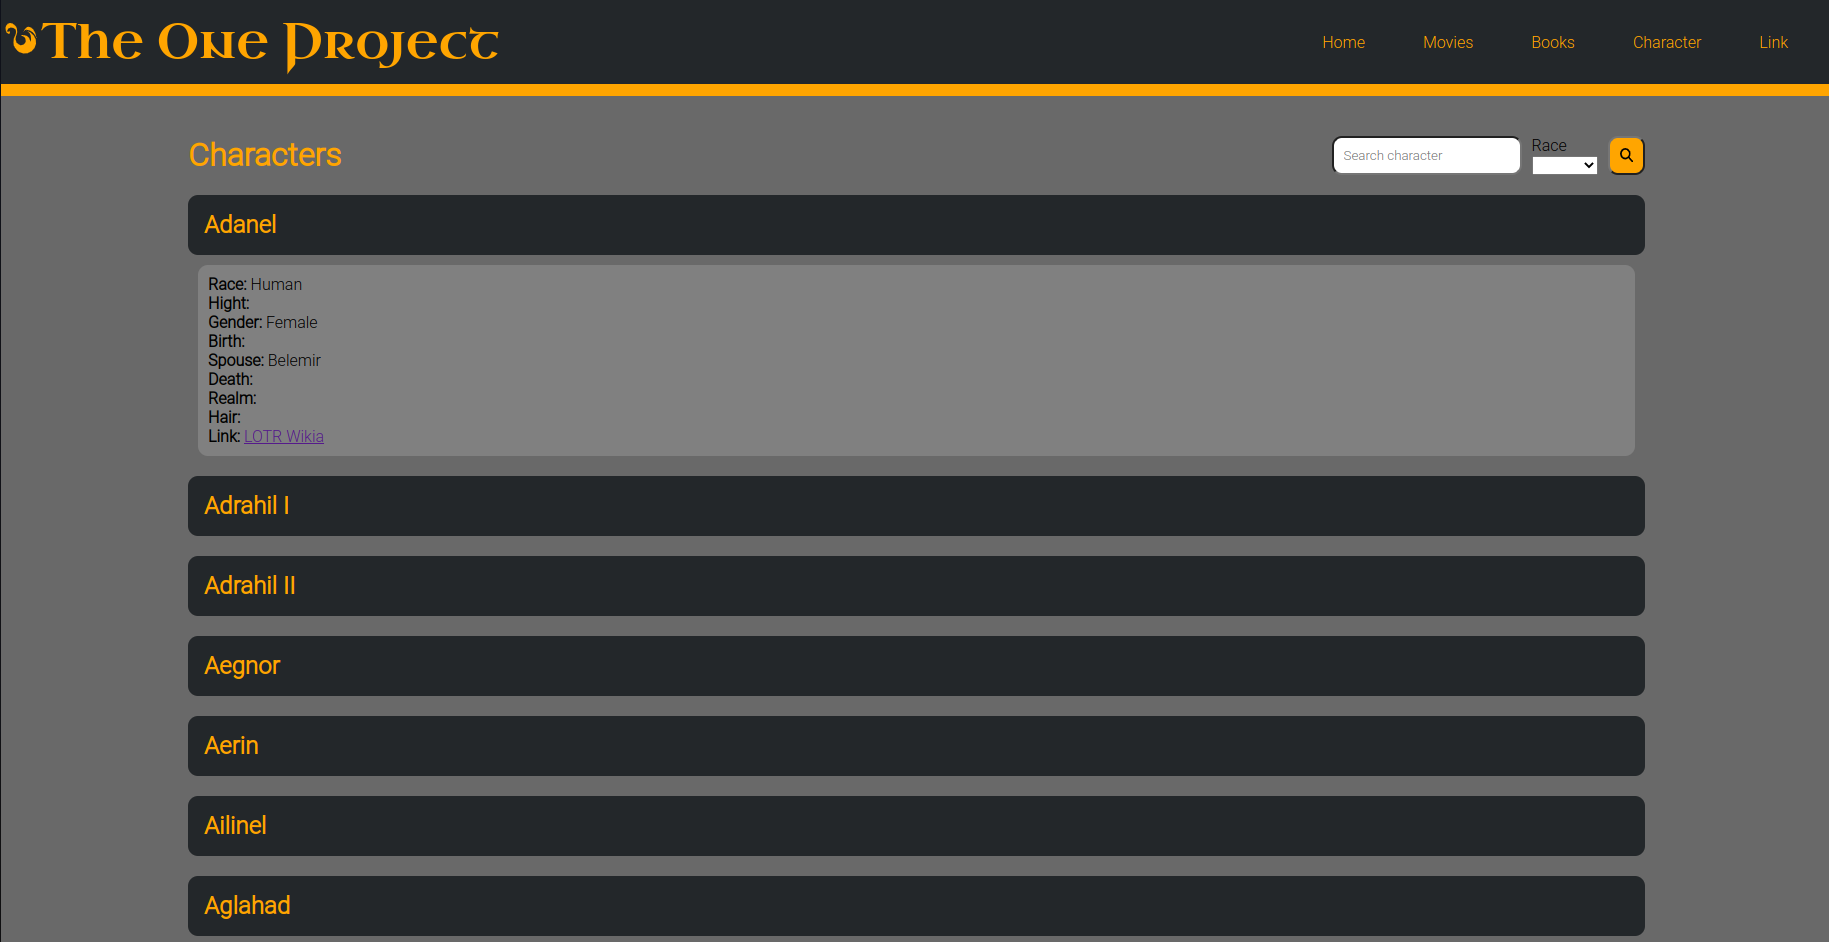 The One Project
Home Movies Books Character Link
Characters
Search character
Race
Adanel
Race: Human
Hight:
Gender: Female
Birth:
Spouse: Belemir
Death:
Realm:
Hair:
Link: LOTR Wikia
Adrahil I
Adrahil II
Aegnor
Aerin
Ailinel
Aglahad